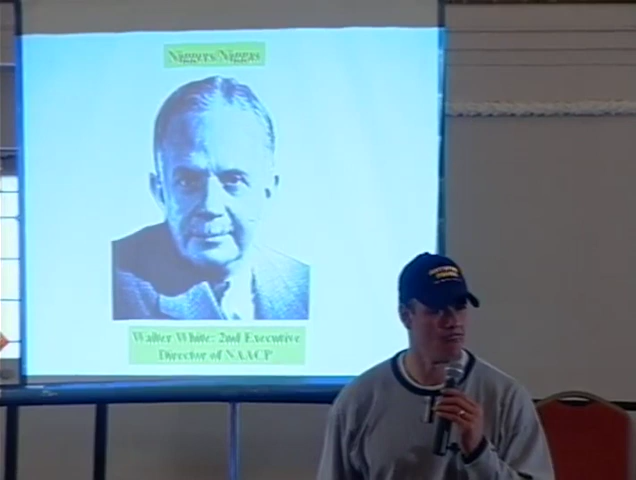 Niggers/Niggas
Walter White: 2nd Executive
Director of NAACP